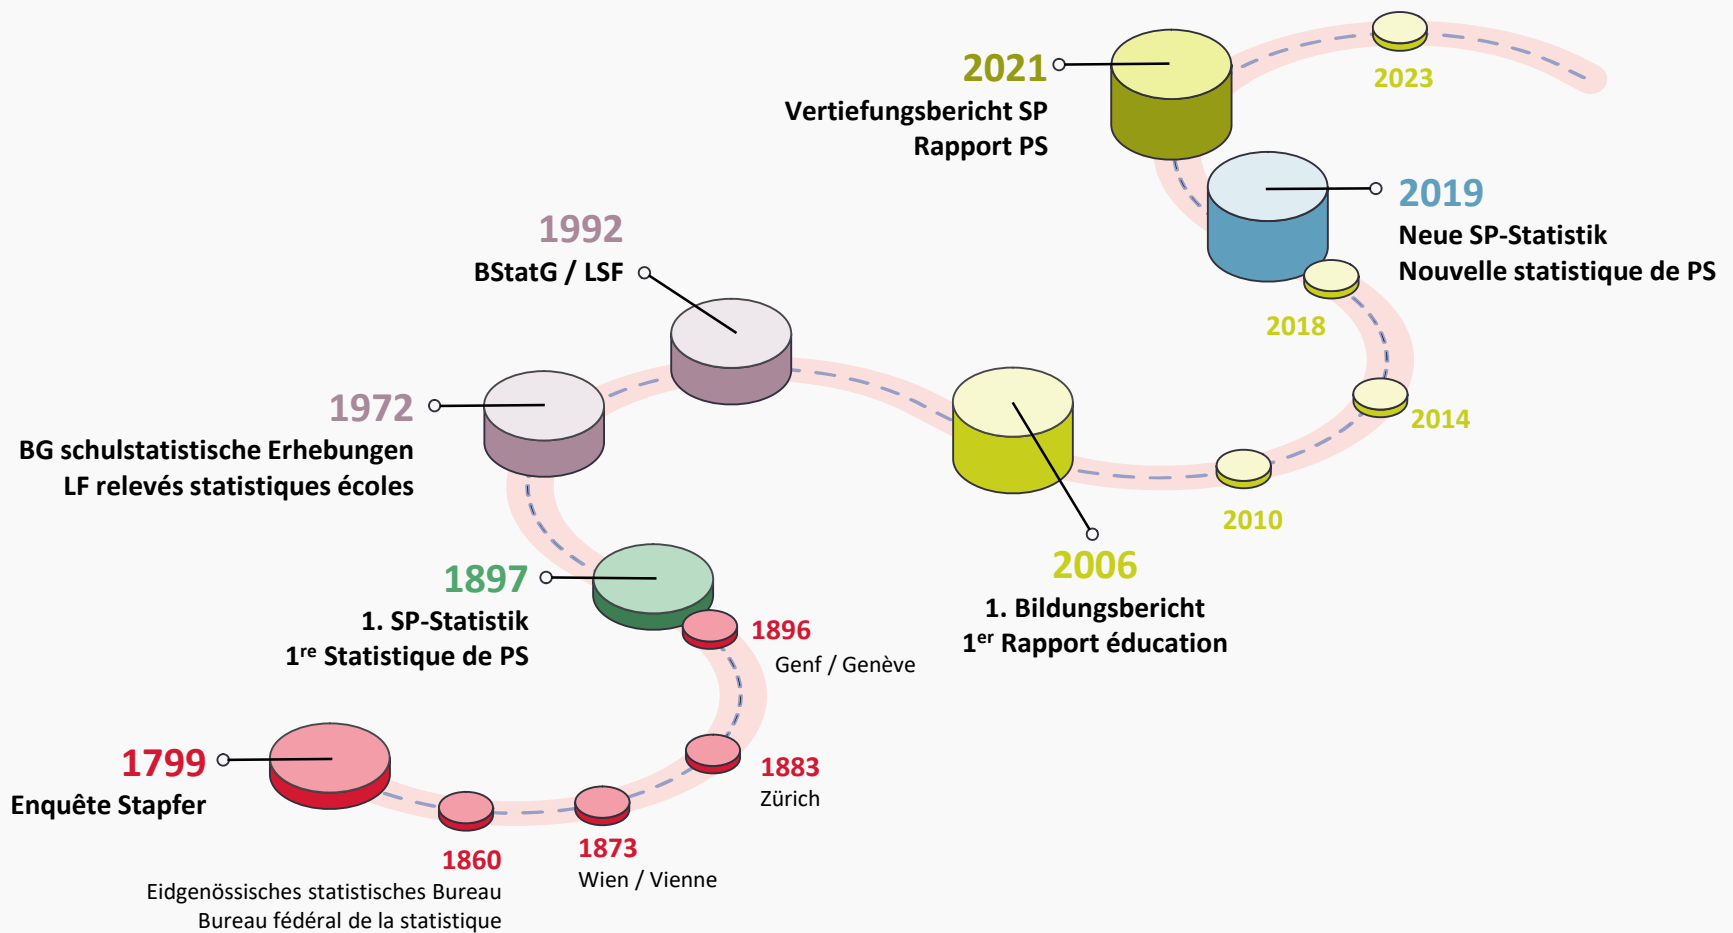 2023
2021
Vertiefungsbericht SP
Rapport PS
2019
Neue SP-Statistik
Nouvelle statistique de PS
1992
BStatG / LSF
2018
1972
BG schulstatistische Erhebungen
LF relevés statistiques écoles
2014
2010
2006
1. Bildungsbericht
1er Rapport éducation
1897
1. SP-Statistik
1re Statistique de PS
1896
Genf / Genève
1799
Enquête Stapfer
1883
Zürich
1873
Wien / Vienne
1860
Eidgenössisches statistisches Bureau
Bureau fédéral de la statistique